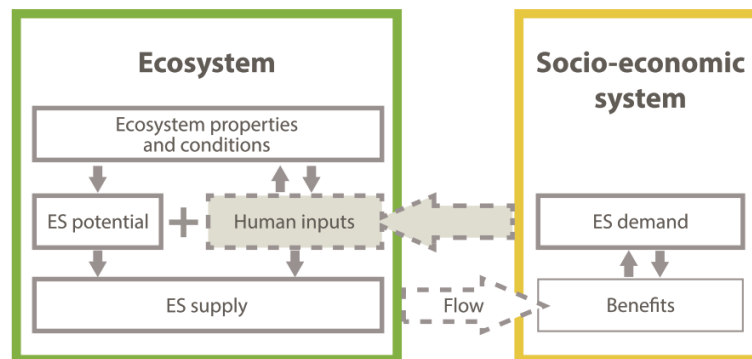 Ecosystem
Ecosystem properties
and conditions
ES potential
+
Human inputs
ES supply
Flow
Socio-economic
system
ES demand
Benefits